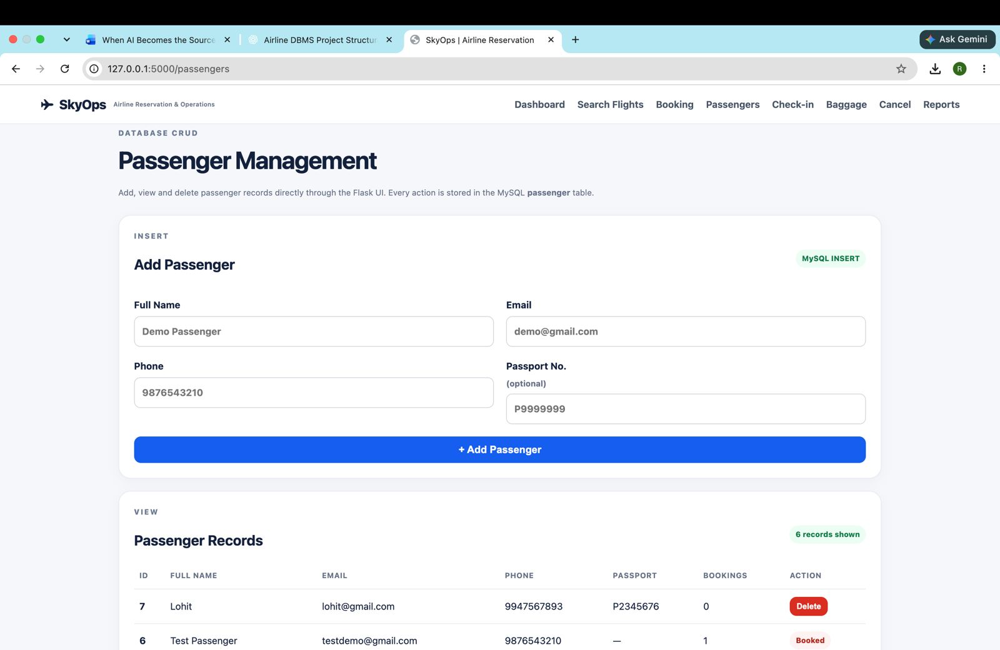 When AI Becomes the Source
Airline DBMS Project Structur
SkyOps | Airline Reservation
Ask Gemini
127.0.0.1:5000/passengers
R
SkyOps Airline Reservation & Operations
Dashboard Search Flights Booking Passengers Check-in Baggage Cancel Reports
DATABASE CRUD
Passenger Management
Add, view and delete passenger records directly through the Flask UI. Every action is stored in the MySQL passenger table.
INSERT
Add Passenger
MySQL INSERT
Full Name
Demo Passenger
Email
demo@gmail.com
Phone
9876543210
Passport No.
(optional)
P9999999
+ Add Passenger
VIEW
Passenger Records
6 records shown
ID FULL NAME EMAIL PHONE PASSPORT BOOKINGS ACTION
7 Lohit lohit@gmail.com 9947567893 P2345676 0 Delete
6 Test Passenger testdemo@gmail.com 9876543210 — 1 Booked